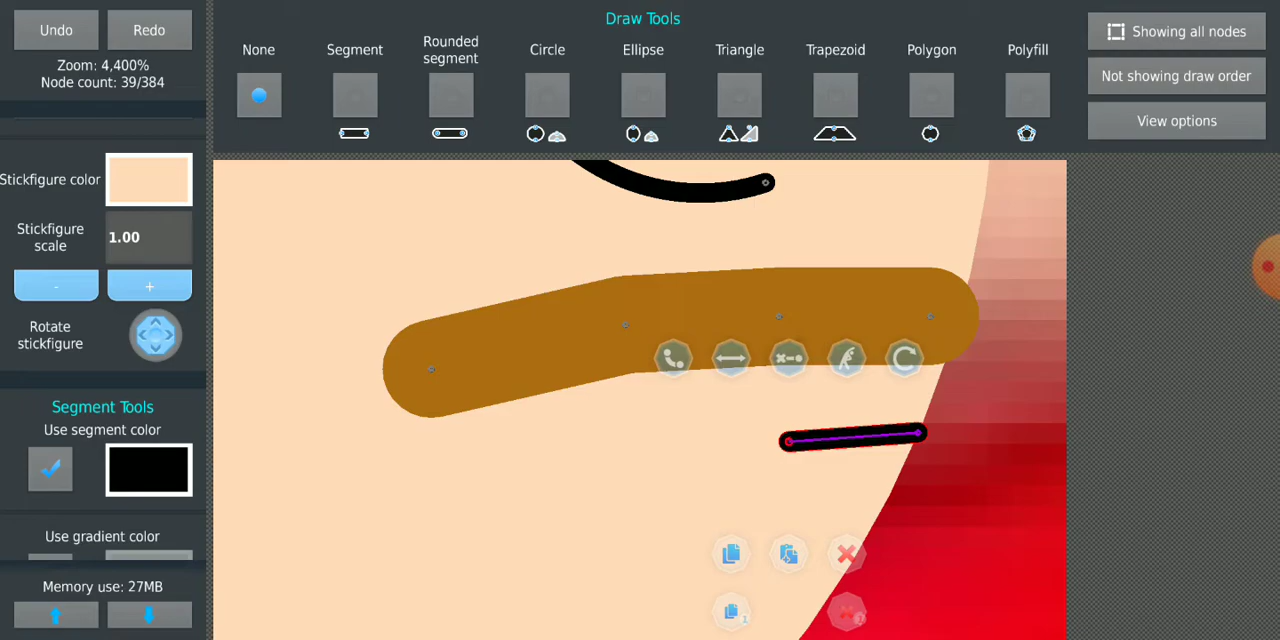 Undo
Redo
Zoom: 4,400%
Node count: 39/384
Stickfigure color
Stickfigure
scale
1.00
-
+
Rotate
stickfigure
Segment Tools
Use segment color
Use gradient color
Memory use: 27MB
Draw Tools
None
Segment
Rounded
segment
Circle
Ellipse
Triangle
Trapezoid
Polygon
Polyfill
Showing all nodes
Not showing draw order
View options
1